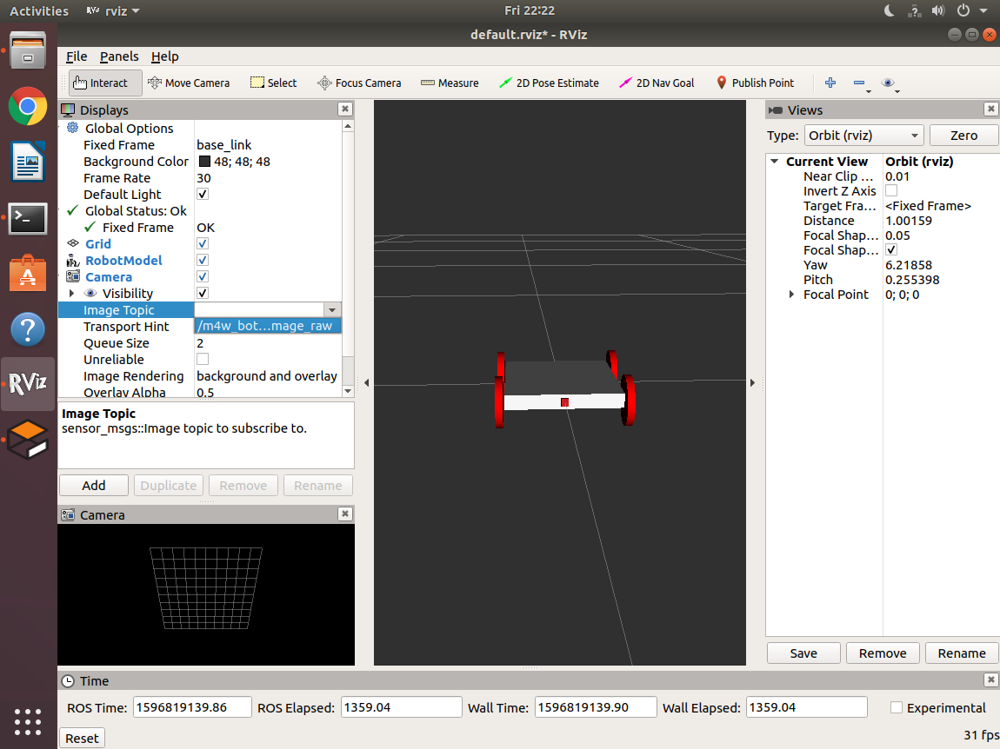 Activities RViz rviz Fri 22:22
default.rviz* - RViz
File Panels Help
Interact Move Camera Select Focus Camera Measure 2D Pose Estimate 2D Nav Goal Publish Point
Displays
Global Options
Fixed Frame base_link
Background Color 48; 48; 48
Frame Rate 30
Default Light
Global Status: Ok
Fixed Frame OK
Grid
RobotModel
Camera
Visibility
Image Topic
Transport Hint /m4w_bot...mage_raw
Queue Size 2
Unreliable
Image Rendering background and overlay
Overlay Alpha 0.5
Image Topic
sensor_msgs::Image topic to subscribe to.
Add Duplicate Remove Rename
Camera
Views
Type: Orbit (rviz) Zero
Current View Orbit (rviz)
Near Clip ... 0.01
Invert Z Axis
Target Fra... <Fixed Frame>
Distance 1.00159
Focal Shap... 0.05
Focal Shap...
Yaw 6.21858
Pitch 0.255398
Focal Point 0; 0; 0
Save Remove Rename
Time
ROS Time: 1596819139.86 ROS Elapsed: 1359.04 Wall Time: 1596819139.90 Wall Elapsed: 1359.04 Experimental
Reset 31 fps
RViz